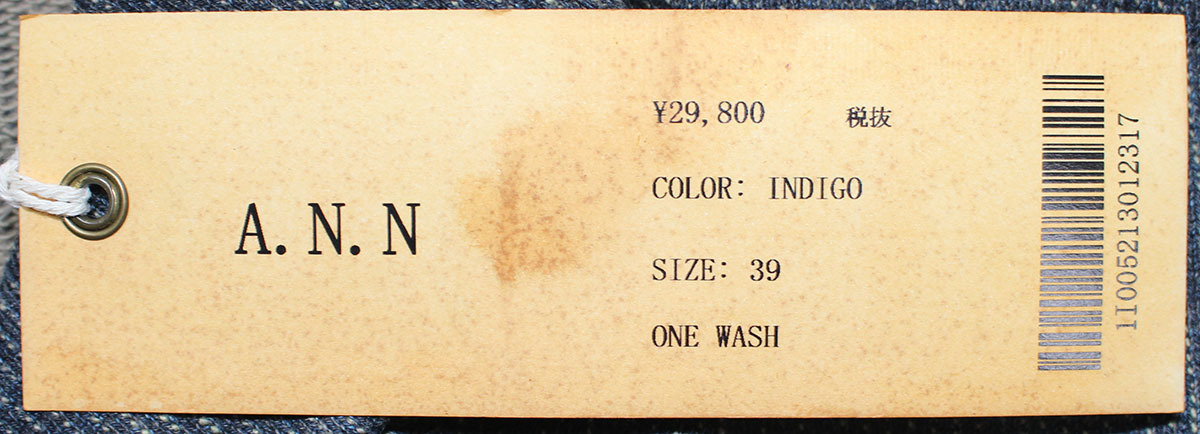 A.N.N
¥29,800 税抜
COLOR: INDIGO
SIZE: 39
ONE WASH
1I005213012317